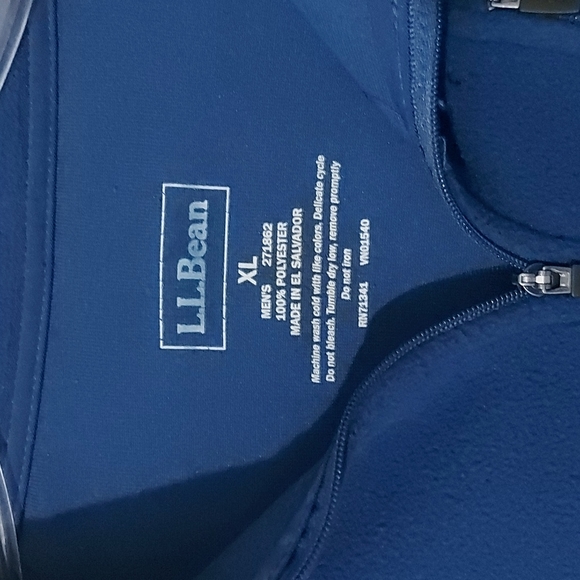 L.L.Bean
XL
MEN'S 271862
100% POLYESTER
MADE IN EL SALVADOR
Machine wash cold with like colors. Delicate cycle
Do not bleach. Tumble dry low, remove promptly
Do not iron
RN71341 VN01540